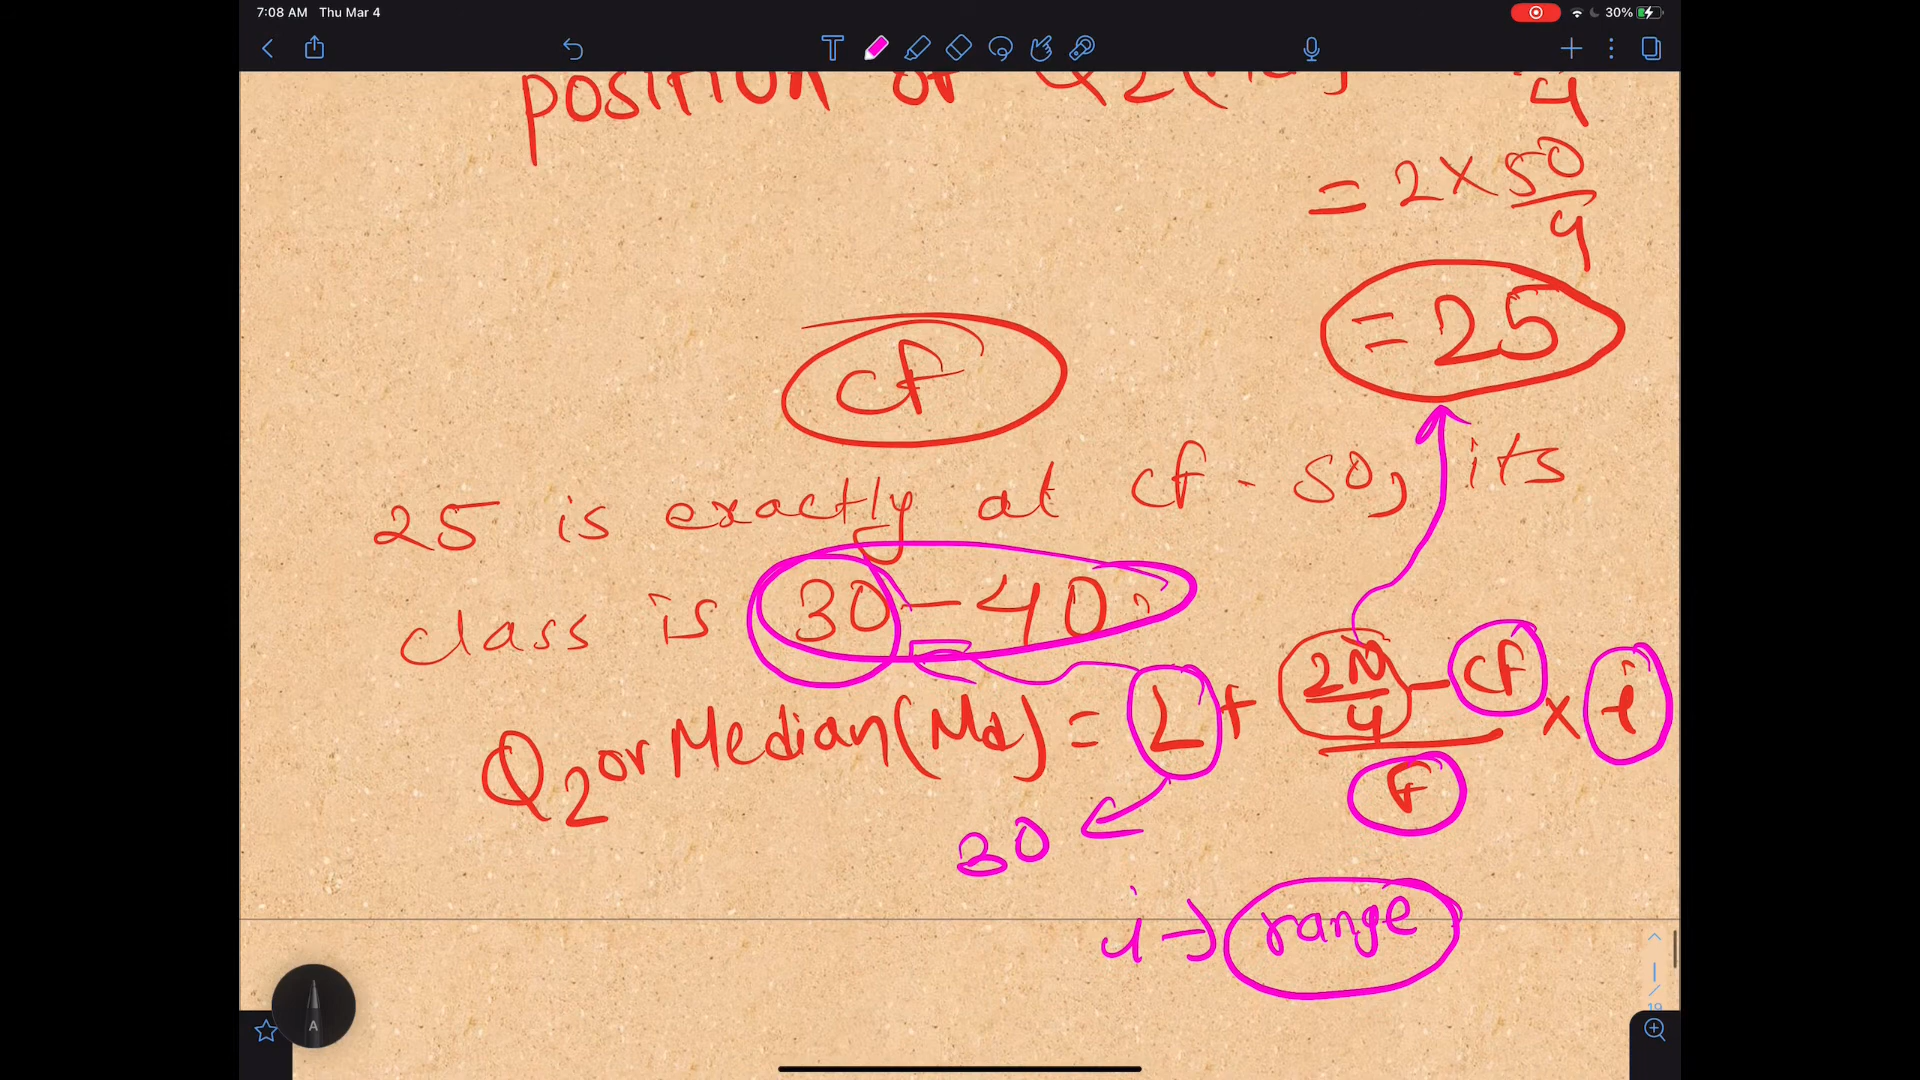 7:08 AM Thu Mar 4
30%
position of Q2(
4
= 2 × 50/4
= 25
cf
25 is exactly at cf - 50, its
class is 30 - 40,
Q2 or Median (Md) = L + (2N/4 - cf)/f × i
30
i → range
A